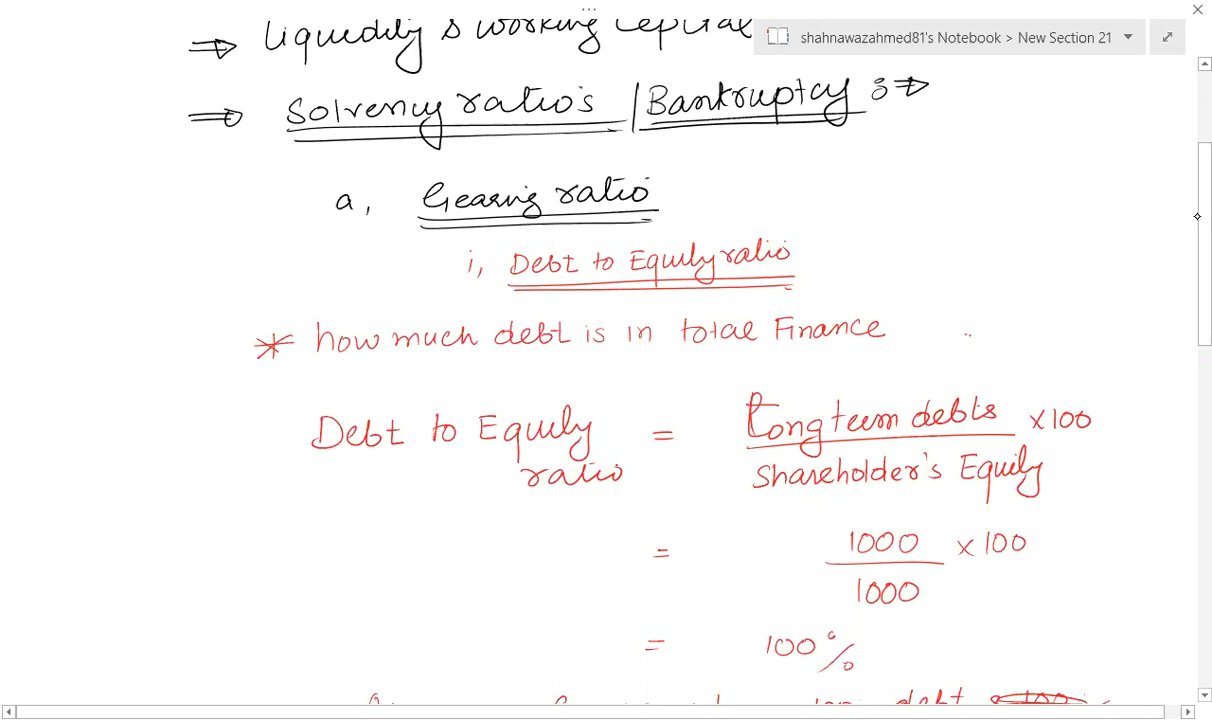 ⇒ Liquidity & working Capital
shahnawazahmed81's Notebook > New Section 21
⇒ Solvency ratio's / Bankruptcy :⇒
a, Gearing ratio
i, Debt to Equity ratio
* how much debt is in total Finance
Debt to Equity ratio = Long term debts / Shareholder's Equity × 100
= 1000 / 1000 × 100
= 100%
debt